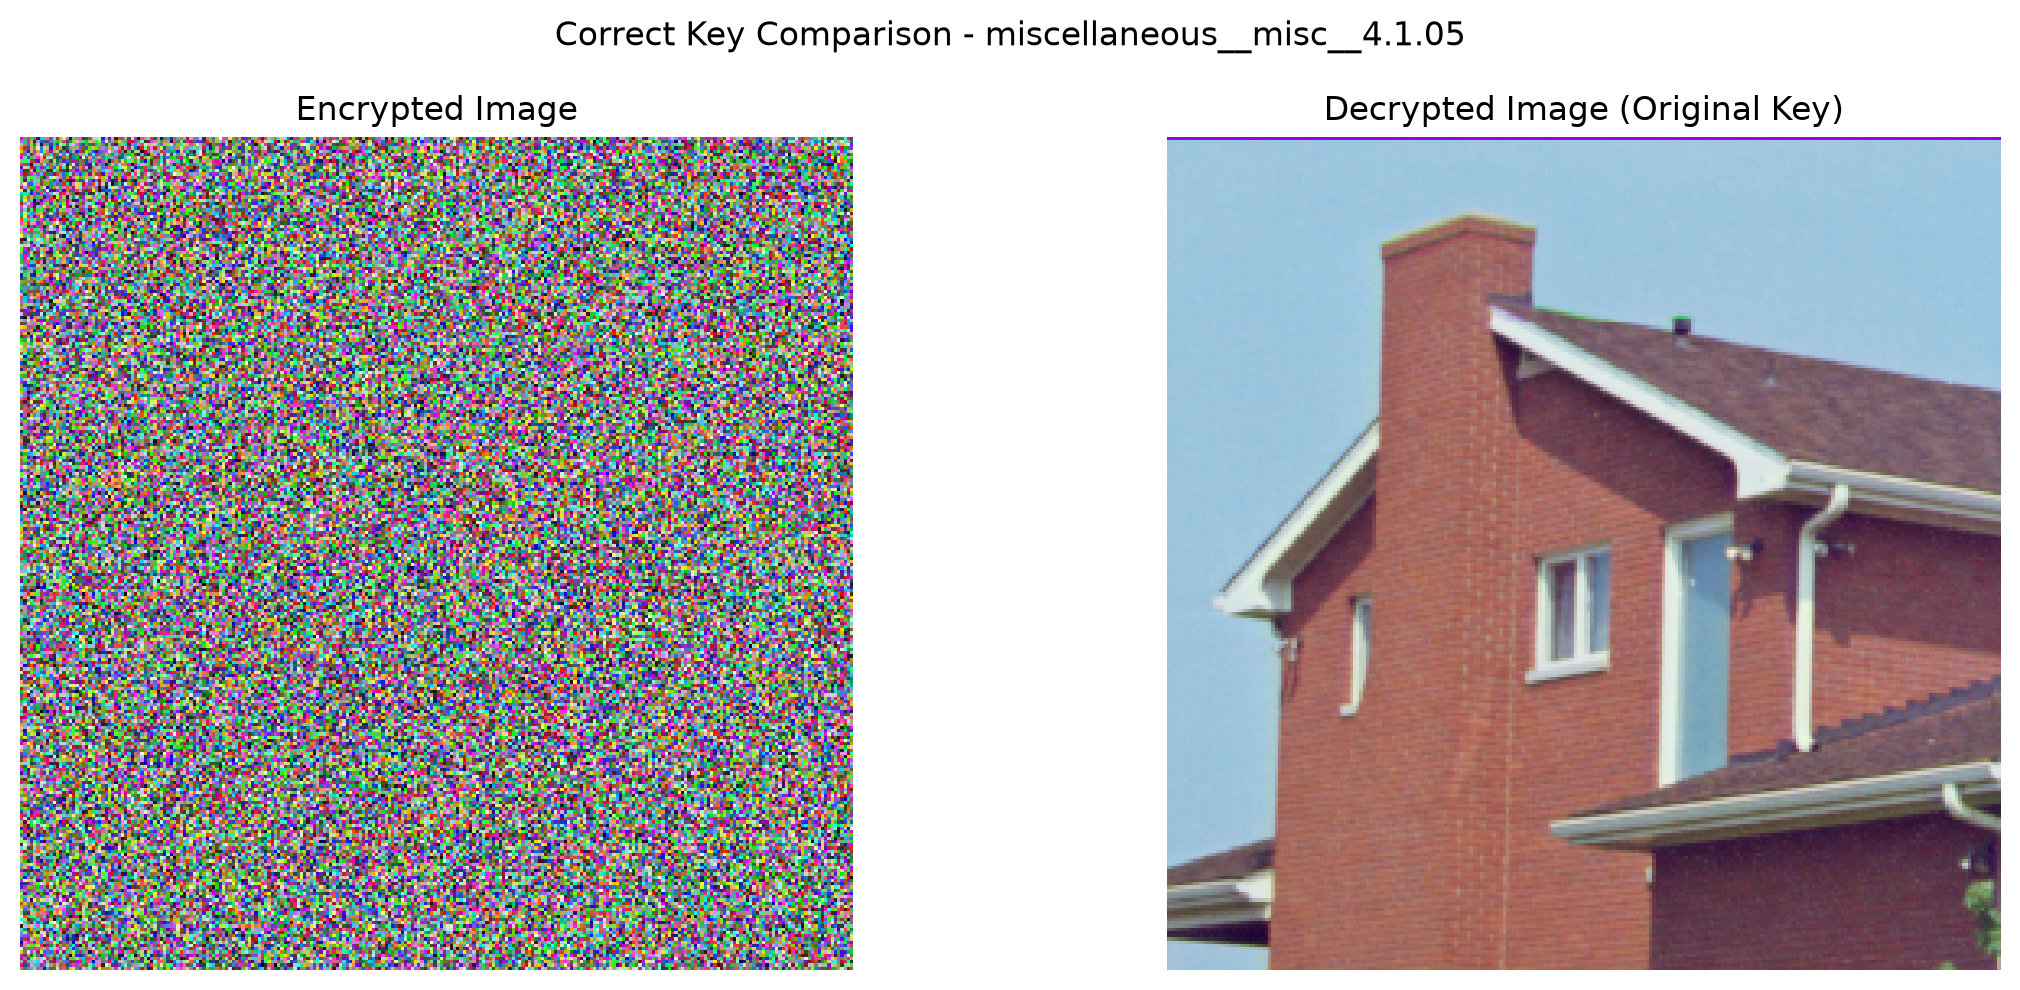 Correct Key Comparison - miscellaneous__misc__4.1.05
Encrypted Image
Decrypted Image (Original Key)